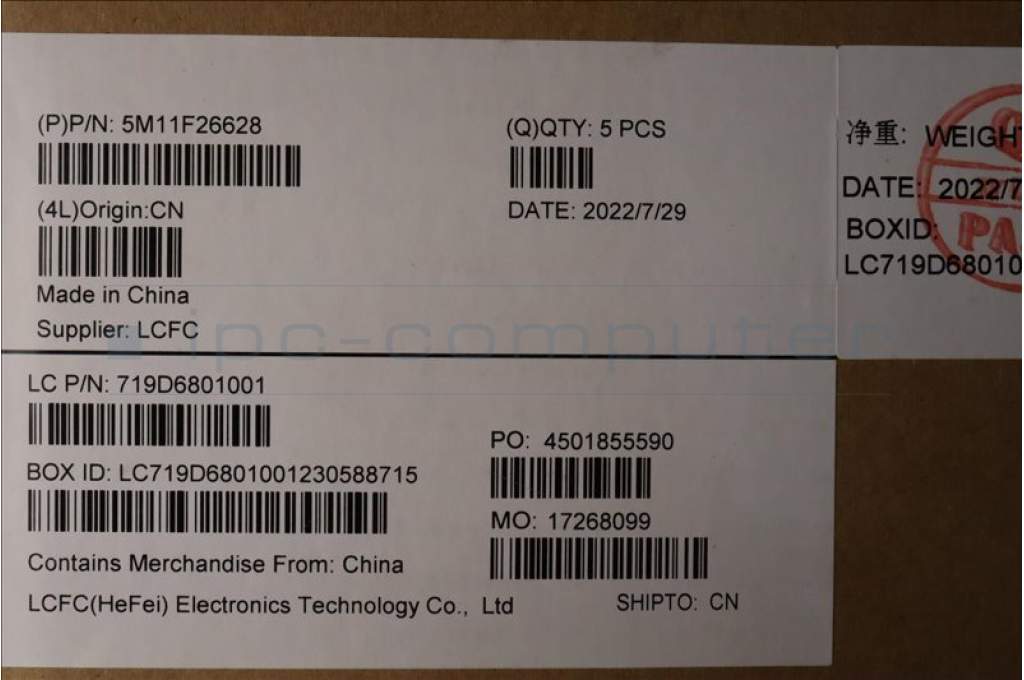 (P)P/N: 5M11F26628
(Q)QTY: 5 PCS
(4L)Origin:CN
DATE: 2022/7/29
Made in China
Supplier: LCFC
净重: WEIGHT
DATE: 2022/7
BOXID:
LC719D68010
ipc-computer
LC P/N: 719D6801001
BOX ID: LC719D6801001230588715
PO: 4501855590
MO: 17268099
Contains Merchandise From: China
LCFC(HeFei) Electronics Technology Co., Ltd
SHIPTO: CN